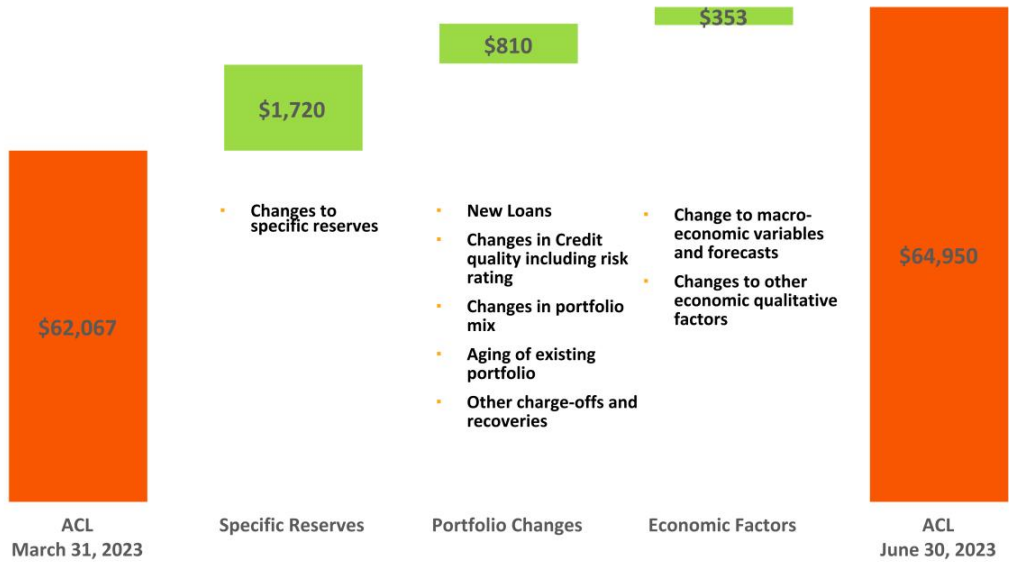 $353
$810
$1,720
$62,067
$64,950
▪ Changes to
specific reserves
▪ New Loans
▪ Changes in Credit
quality including risk
rating
▪ Changes in portfolio
mix
▪ Aging of existing
portfolio
▪ Other charge-offs and
recoveries
▪ Change to macro-
economic variables
and forecasts
▪ Changes to other
economic qualitative
factors
ACL
March 31, 2023
Specific Reserves
Portfolio Changes
Economic Factors
ACL
June 30, 2023